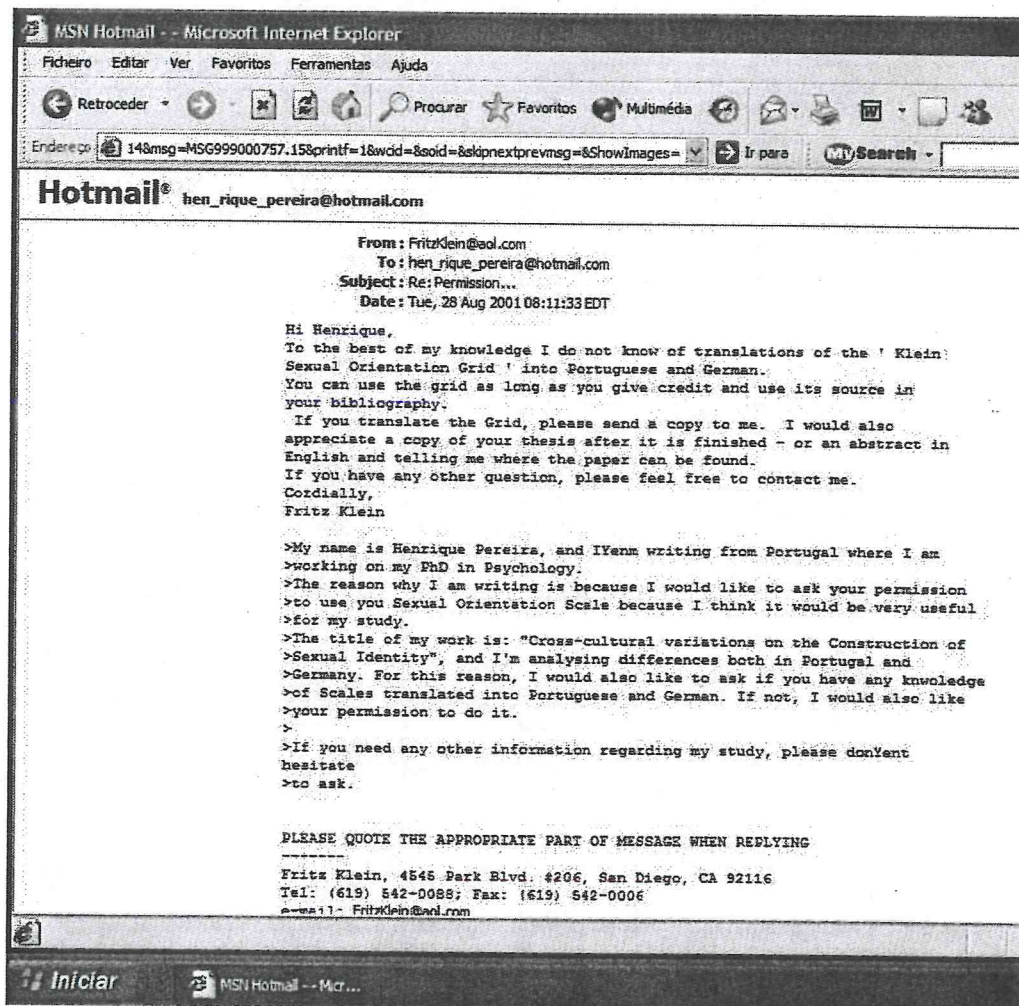 MSN Hotmail - - Microsoft Internet Explorer
Ficheiro Editar Ver Favoritos Ferramentas Ajuda
Retroceder Procurar Favoritos Multimédia
Endereço 14&msg=MSG999000757.15&printf=1&wcid=&soid=&skipnextprevmsg=&ShowImages= Ir para MySearch
Hotmail® hen_rique_pereira@hotmail.com
From : FritzKlein@aol.com
To : hen_rique_pereira@hotmail.com
Subject : Re: Permission...
Date : Tue, 28 Aug 2001 08:11:33 EDT
Hi Henrique,
To the best of my knowledge I do not know of translations of the ' Klein
Sexual Orientation Grid ' into Portuguese and German.
You can use the grid as long as you give credit and use its source in
your bibliography.
If you translate the Grid, please send a copy to me. I would also
appreciate a copy of your thesis after it is finished - or an abstract in
English and telling me where the paper can be found.
If you have any other question, please feel free to contact me.
Cordially,
Fritz Klein
>My name is Henrique Pereira, and IYenm writing from Portugal where I am
>working on my PhD in Psychology.
>The reason why I am writing is because I would like to ask your permission
>to use you Sexual Orientation Scale because I think it would be very useful
>for my study.
>The title of my work is: "Cross-cultural variations on the Construction of
>Sexual Identity", and I'm analysing differences both in Portugal and
>Germany. For this reason, I would also like to ask if you have any knwoledge
>of Scales translated into Portuguese and German. If not, I would also like
>your permission to do it.
>
>If you need any other information regarding my study, please donYent
hesitate
>to ask.
PLEASE QUOTE THE APPROPRIATE PART OF MESSAGE WHEN REPLYING
-------
Fritz Klein, 4545 Park Blvd. #206, San Diego, CA 92116
Tel: (619) 542-0088; Fax: (619) 542-0006
e-mail: FritzKlein@aol.com
Iniciar MSN Hotmail -- Micr...